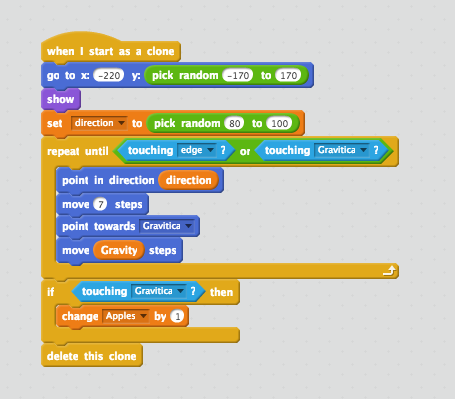 when I start as a clone
go to x: -220 y: pick random -170 to 170
show
set direction to pick random 80 to 100
repeat until touching edge ? or touching Gravitica ?
point in direction direction
move 7 steps
point towards Gravitica
move Gravity steps
if touching Gravitica ? then
change Apples by 1
delete this clone